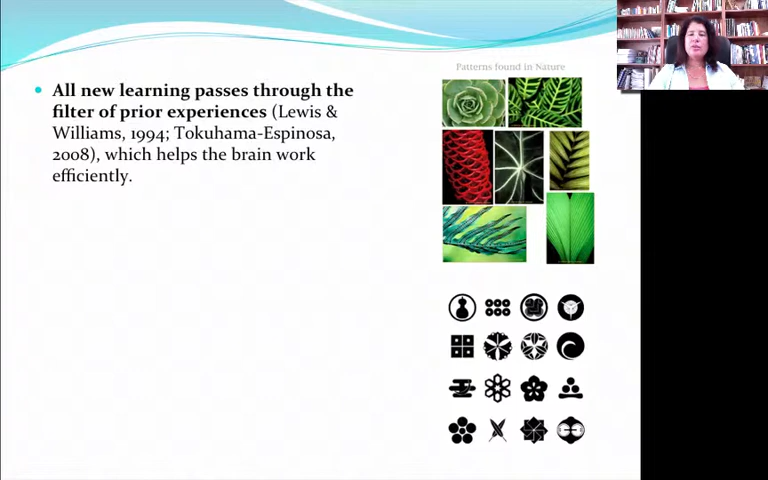 Patterns found in Nature
All new learning passes through the
filter of prior experiences (Lewis &
Williams, 1994; Tokuhama-Espinosa,
2008), which helps the brain work
efficiently.